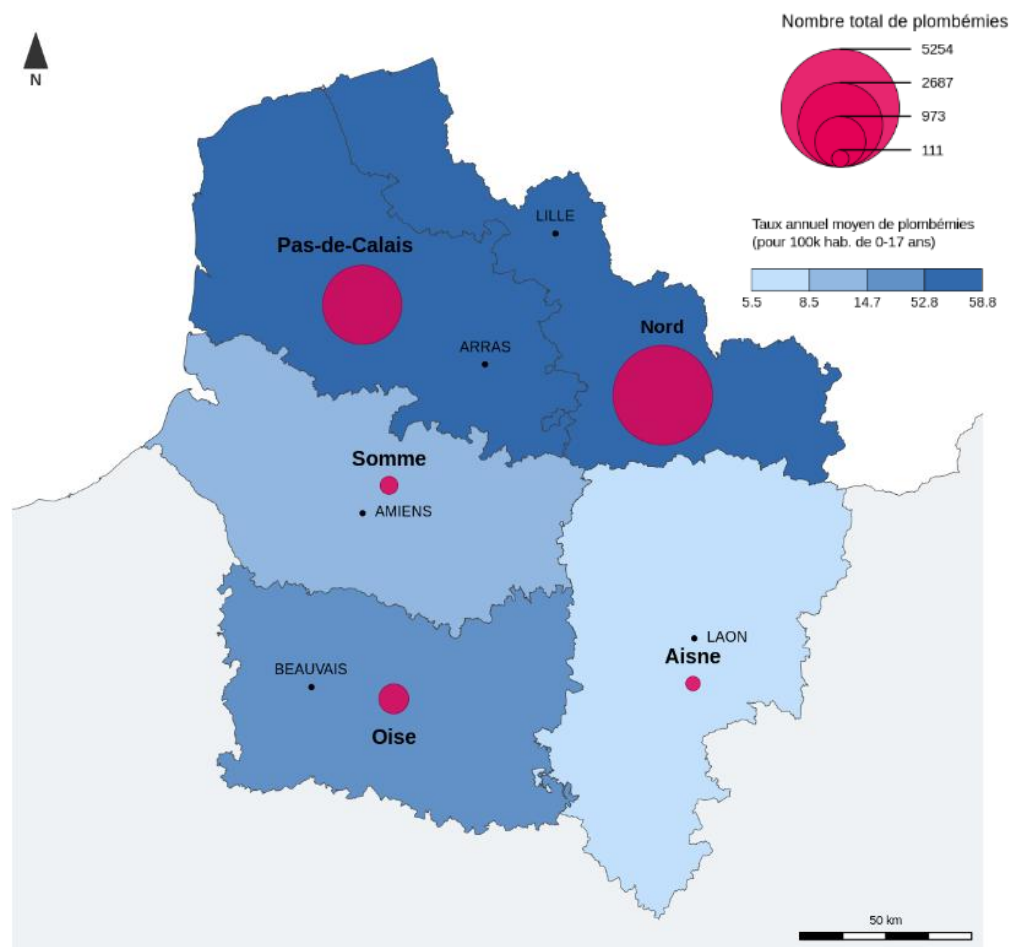 Nombre total de plombémies
5254
2687
973
111
N
Taux annuel moyen de plombémies
(pour 100k hab. de 0-17 ans)
5.5 8.5 14.7 52.8 58.8
LILLE
Pas-de-Calais
Nord
ARRAS
Somme
AMIENS
LAON
Aisne
BEAUVAIS
Oise
50 km